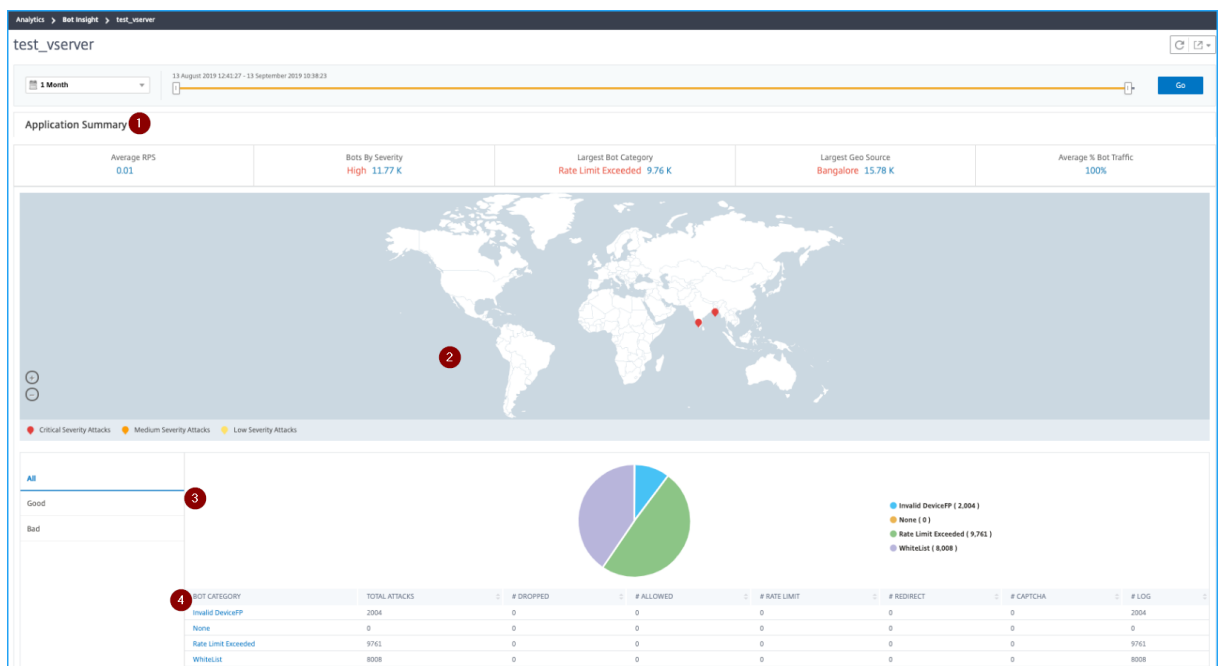 Analytics > Bot Insight > test_vserver
test_vserver
1 Month
13 August 2019 12:41:27 - 13 September 2019 10:38:23
Go
Application Summary 1
Average RPS
0.01
Bots By Severity
High 11.77 K
Largest Bot Category
Rate Limit Exceeded 9.76 K
Largest Geo Source
Bangalore 15.78 K
Average % Bot Traffic
100%
2
Critical Severity Attacks Medium Severity Attacks Low Severity Attacks
All
3
Good
Bad
Invalid DeviceFP ( 2,004 )
None ( 0 )
Rate Limit Exceeded ( 9,761 )
WhiteList ( 8,008 )
4
BOT CATEGORY TOTAL ATTACKS # DROPPED # ALLOWED # RATE LIMIT # REDIRECT # CAPTCHA # LOG
Invalid DeviceFP 2004 0 0 0 0 0 2004
None 0 0 0 0 0 0 0
Rate Limit Exceeded 9761 0 0 0 0 0 9761
WhiteList 8008 0 0 0 0 0 8008